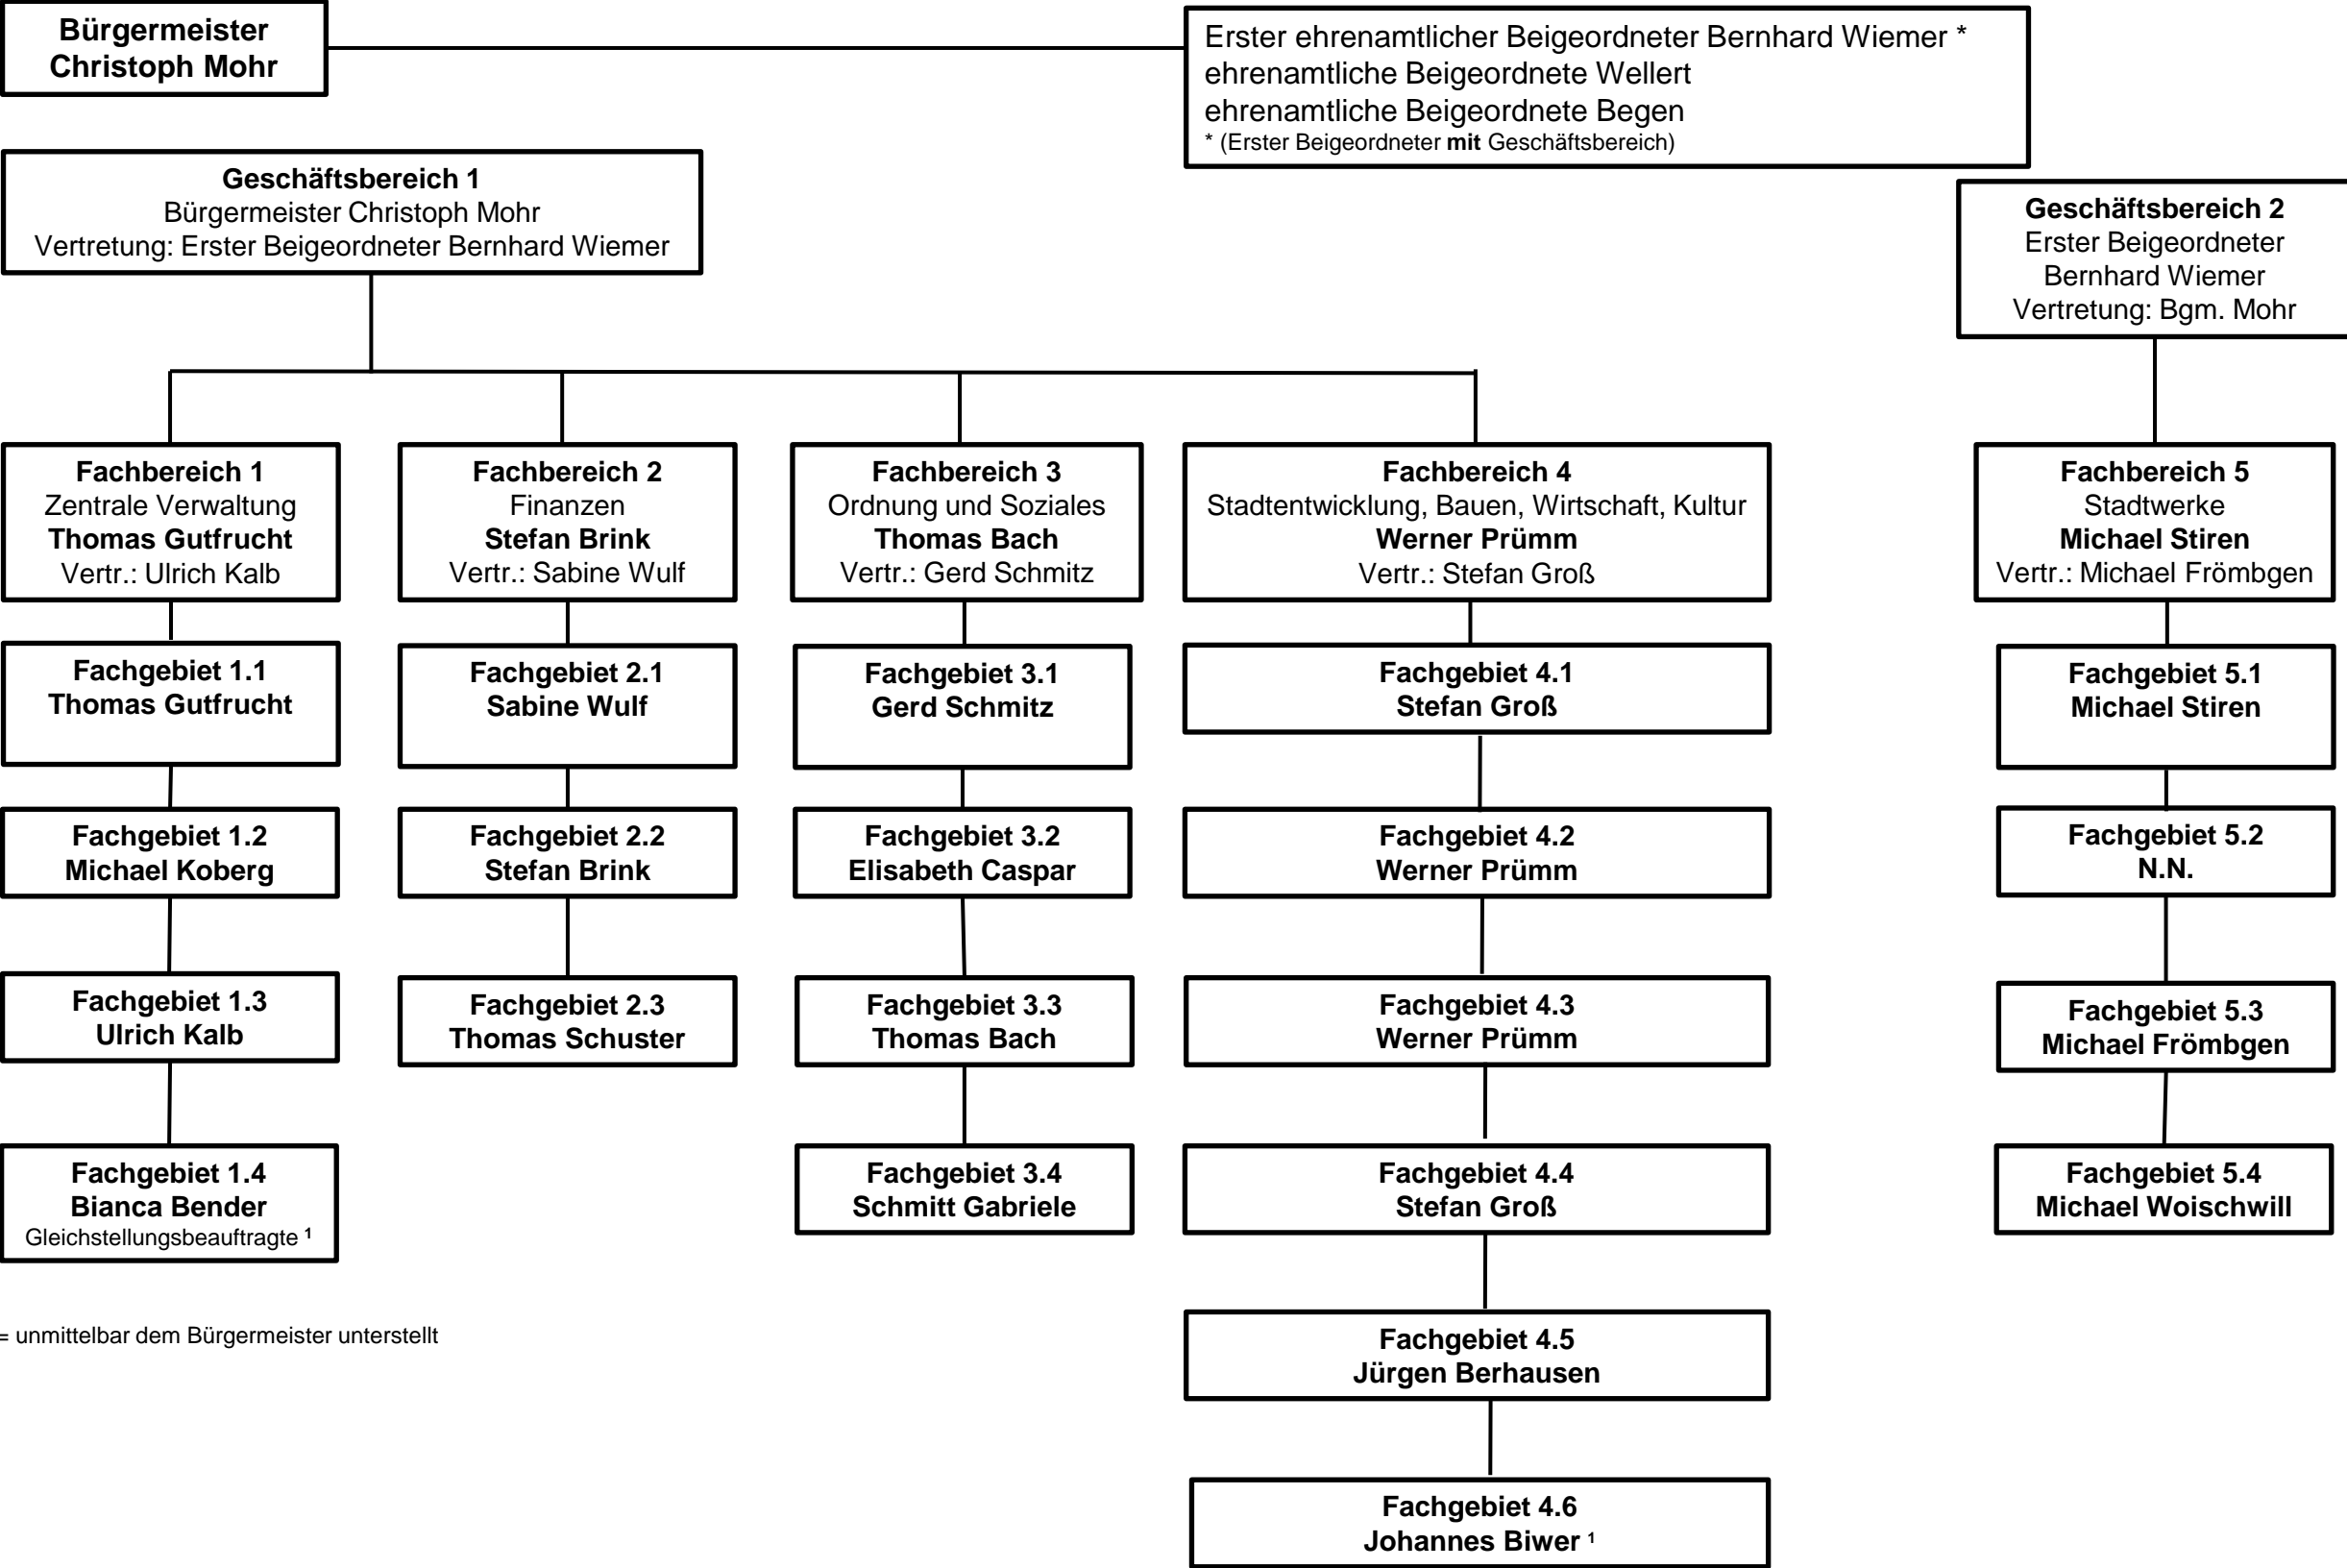 Bürgermeister
Christoph Mohr
Erster ehrenamtlicher Beigeordneter Bernhard Wiemer *
ehrenamtliche Beigeordnete Wellert
ehrenamtliche Beigeordnete Begen
* (Erster Beigeordneter mit Geschäftsbereich)
Geschäftsbereich 1
Bürgermeister Christoph Mohr
Vertretung: Erster Beigeordneter Bernhard Wiemer
Geschäftsbereich 2
Erster Beigeordneter
Bernhard Wiemer
Vertretung: Bgm. Mohr
Fachbereich 1
Zentrale Verwaltung
Thomas Gutfrucht
Vertr.: Ulrich Kalb
Fachbereich 2
Finanzen
Stefan Brink
Vertr.: Sabine Wulf
Fachbereich 3
Ordnung und Soziales
Thomas Bach
Vertr.: Gerd Schmitz
Fachbereich 4
Stadtentwicklung, Bauen, Wirtschaft, Kultur
Werner Prümm
Vertr.: Stefan Groß
Fachbereich 5
Stadtwerke
Michael Stiren
Vertr.: Michael Frömbgen
Fachgebiet 1.1
Thomas Gutfrucht
Fachgebiet 2.1
Sabine Wulf
Fachgebiet 3.1
Gerd Schmitz
Fachgebiet 4.1
Stefan Groß
Fachgebiet 5.1
Michael Stiren
Fachgebiet 1.2
Michael Koberg
Fachgebiet 2.2
Stefan Brink
Fachgebiet 3.2
Elisabeth Caspar
Fachgebiet 4.2
Werner Prümm
Fachgebiet 5.2
N.N.
Fachgebiet 1.3
Ulrich Kalb
Fachgebiet 2.3
Thomas Schuster
Fachgebiet 3.3
Thomas Bach
Fachgebiet 4.3
Werner Prümm
Fachgebiet 5.3
Michael Frömbgen
Fachgebiet 1.4
Bianca Bender
Gleichstellungsbeauftragte ¹
Fachgebiet 3.4
Schmitt Gabriele
Fachgebiet 4.4
Stefan Groß
Fachgebiet 5.4
Michael Woischwill
= unmittelbar dem Bürgermeister unterstellt
Fachgebiet 4.5
Jürgen Berhausen
Fachgebiet 4.6
Johannes Biwer ¹